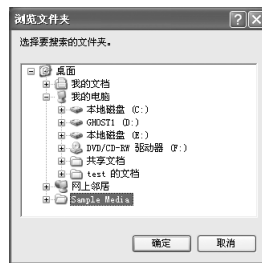 浏览文件夹
选择要搜索的文件夹。
桌面
我的文档
我的电脑
本地磁盘 (C:)
GHOST1 (D:)
本地磁盘 (E:)
DVD/CD-RW 驱动器 (F:)
共享文档
test 的文档
网上邻居
Sample Media
确定 取消